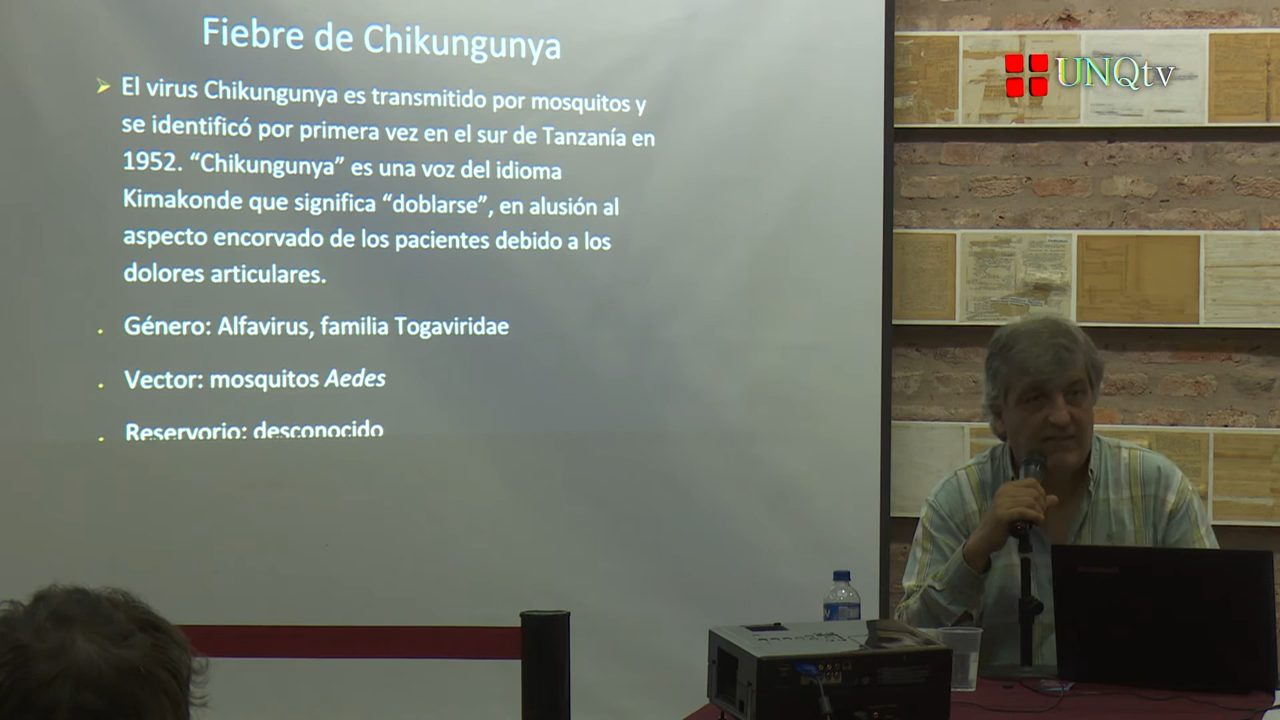 Fiebre de Chikungunya
El virus Chikungunya es transmitido por mosquitos y
se identificó por primera vez en el sur de Tanzanía en
1952. “Chikungunya” es una voz del idioma
Kimakonde que significa “doblarse”, en alusión al
aspecto encorvado de los pacientes debido a los
dolores articulares.
. Género: Alfavirus, familia Togaviridae
. Vector: mosquitos Aedes
. Reservorio: desconocido
UNQtv